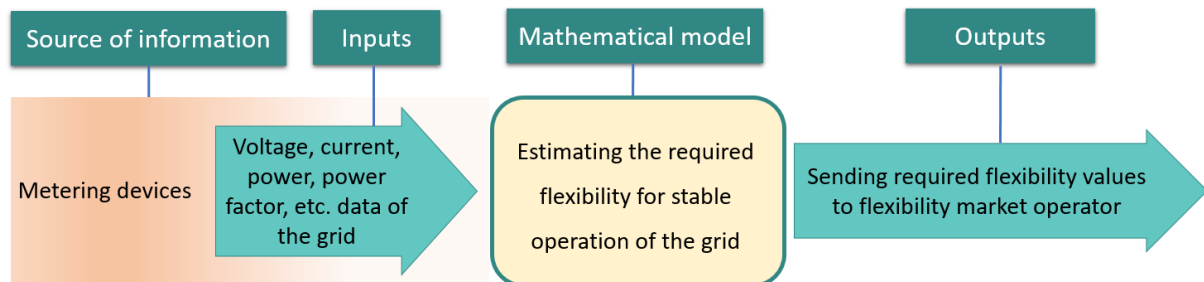 Source of information
Inputs
Mathematical model
Outputs
Metering devices
Voltage, current,
power, power
factor, etc. data of
the grid
Estimating the required
flexibility for stable
operation of the grid
Sending required flexibility values
to flexibility market operator